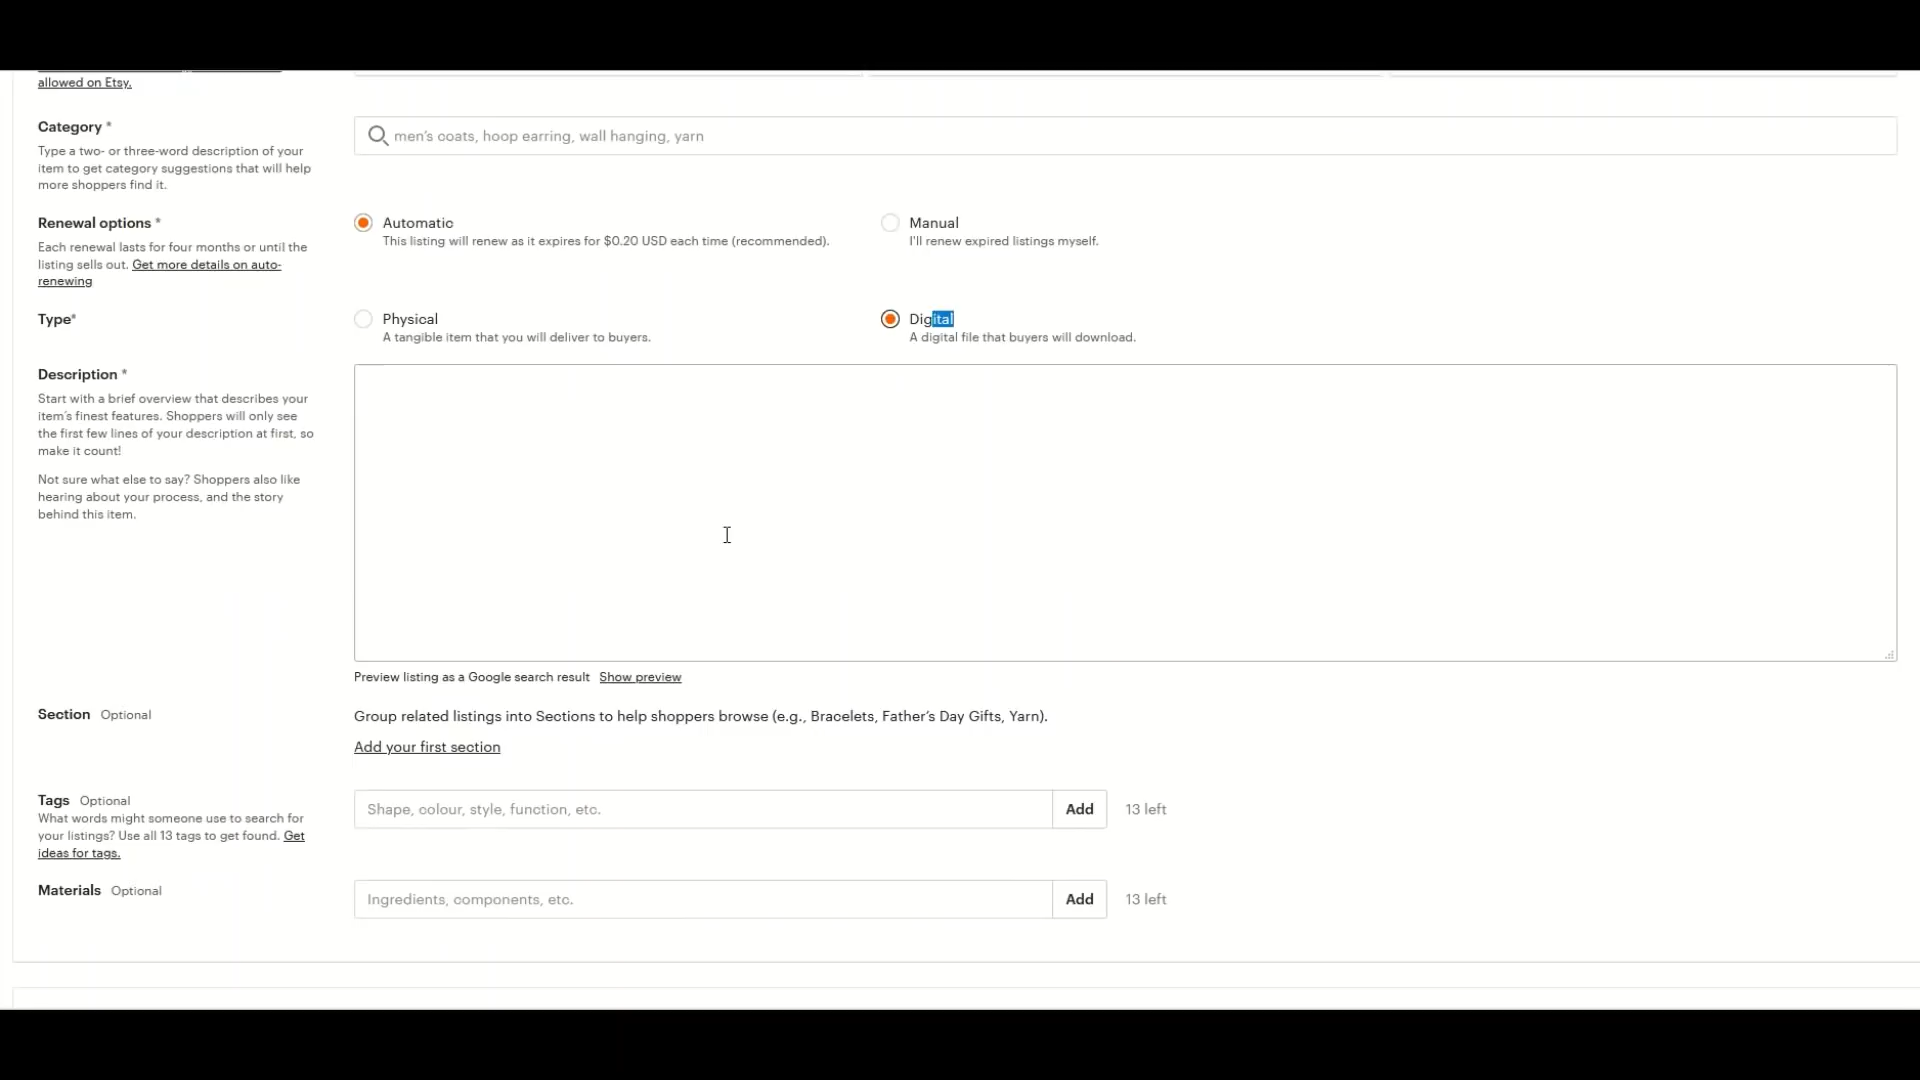 allowed on Etsy.
Category *
Type a two- or three-word description of your
item to get category suggestions that will help
more shoppers find it.
men's coats, hoop earring, wall hanging, yarn
Renewal options *
Each renewal lasts for four months or until the
listing sells out. Get more details on auto-
renewing
Automatic
This listing will renew as it expires for $0.20 USD each time (recommended).
Manual
I'll renew expired listings myself.
Type*
Physical
A tangible item that you will deliver to buyers.
Digital
A digital file that buyers will download.
Description *
Start with a brief overview that describes your
item's finest features. Shoppers will only see
the first few lines of your description at first, so
make it count!
Not sure what else to say? Shoppers also like
hearing about your process, and the story
behind this item.
Preview listing as a Google search result Show preview
Section Optional
Group related listings into Sections to help shoppers browse (e.g., Bracelets, Father's Day Gifts, Yarn).
Add your first section
Tags Optional
What words might someone use to search for
your listings? Use all 13 tags to get found. Get
ideas for tags.
Shape, colour, style, function, etc.
Add
13 left
Materials Optional
Ingredients, components, etc.
Add
13 left